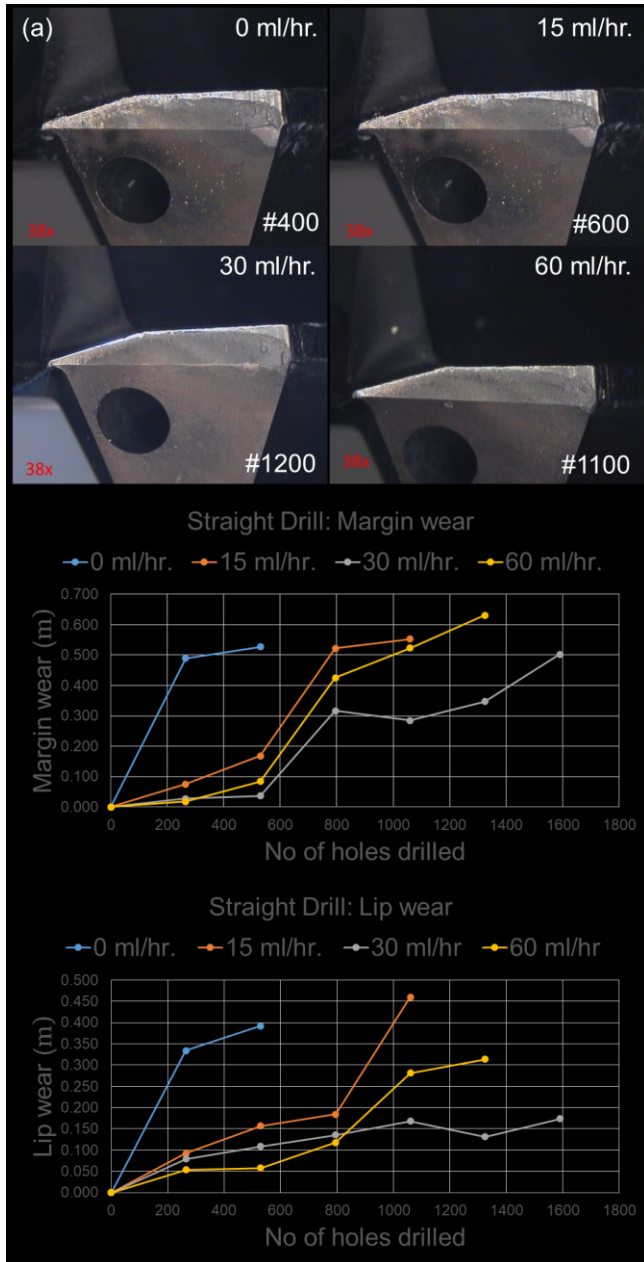 (a) 0 ml/hr. 15 ml/hr.
38x #400 38x #600
30 ml/hr. 60 ml/hr.
38x #1200 38x #1100
Straight Drill: Margin wear
0 ml/hr. 15 ml/hr. 30 ml/hr. 60 ml/hr.
Margin wear (m)
0.700
0.600
0.500
0.400
0.300
0.200
0.100
0.000
0 200 400 600 800 1000 1200 1400 1600 1800
No of holes drilled
Straight Drill: Lip wear
0 ml/hr. 15 ml/hr. 30 ml/hr 60 ml/hr
Lip wear (m)
0.500
0.450
0.400
0.350
0.300
0.250
0.200
0.150
0.100
0.050
0.000
0 200 400 600 800 1000 1200 1400 1600 1800
No of holes drilled